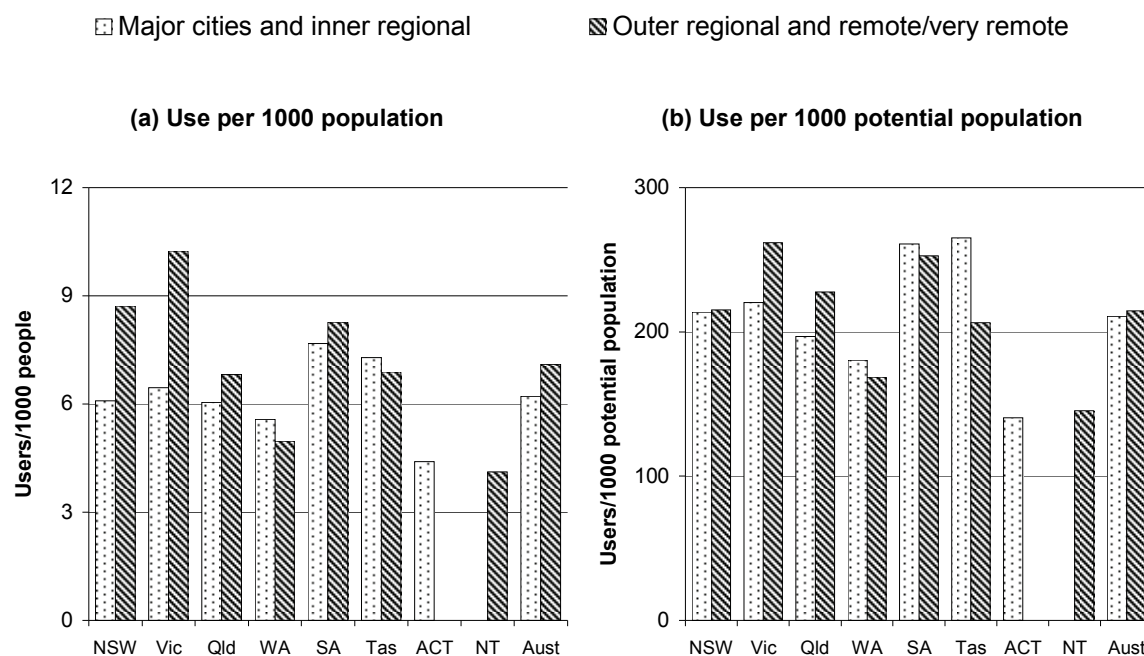 Major cities and inner regional Outer regional and remote/very remote
(a) Use per 1000 population
Users/1000 people
12
9
6
3
0
NSW Vic Qld WA SA Tas ACT NT Aust
(b) Use per 1000 potential population
Users/1000 potential population
300
200
100
0
NSW Vic Qld WA SA Tas ACT NT Aust